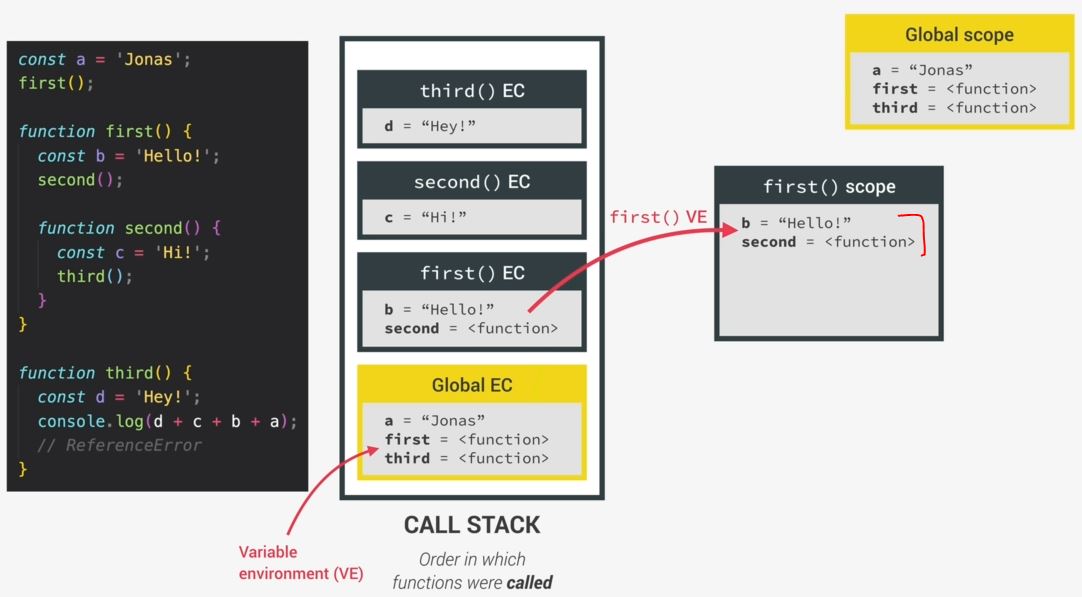 const a = 'Jonas';
first();
function first() {
const b = 'Hello!';
second();
function second() {
const c = 'Hi!';
third();
}
}
function third() {
const d = 'Hey!';
console.log(d + c + b + a);
// ReferenceError
}
third() EC
d = “Hey!”
second() EC
c = “Hi!”
first() EC
b = “Hello!”
second = <function>
Global EC
a = “Jonas”
first = <function>
third = <function>
CALL STACK
Order in which
functions were called
Variable
environment (VE)
first() VE
Global scope
a = “Jonas”
first = <function>
third = <function>
first() scope
b = “Hello!”
second = <function>